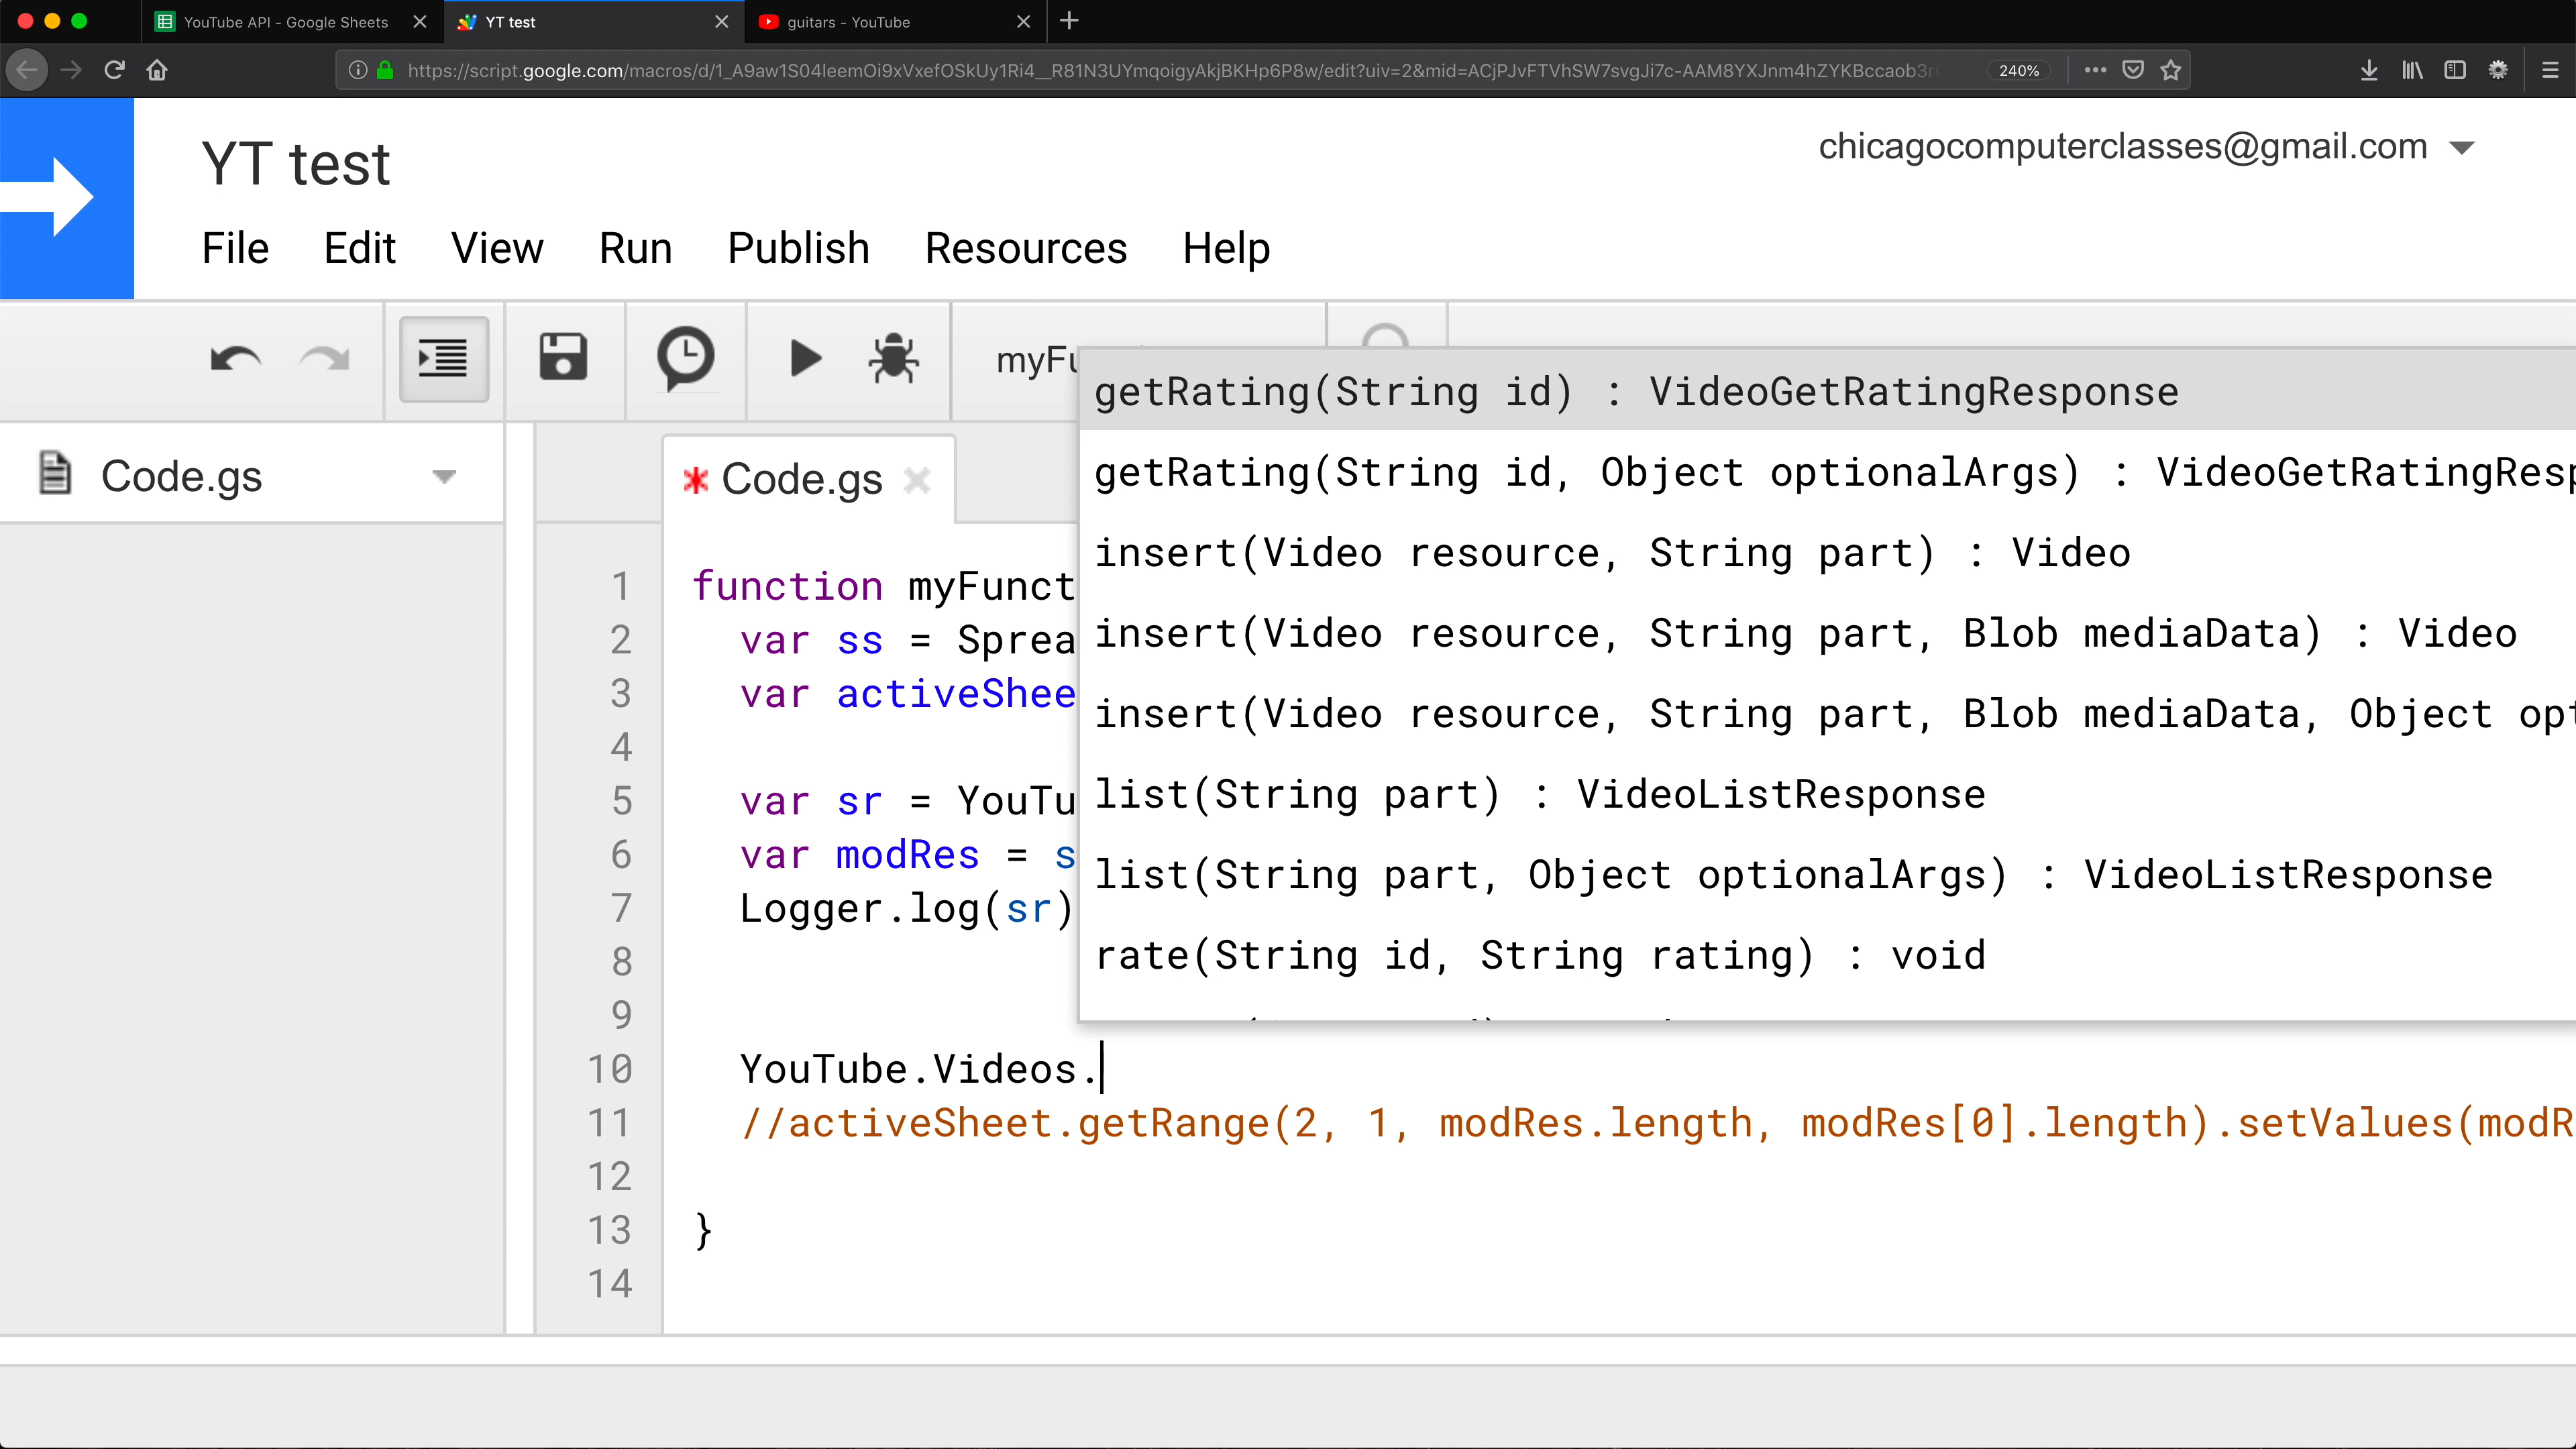 YouTube API - Google Sheets
YT test
guitars - YouTube
https://script.google.com/macros/d/1_A9aw1S04leemOi9xVxefOSkUy1Ri4__R81N3UYmqoigyAkjBKHp6P8w/edit?uiv=2&mid=ACjPJvFTVhSW7svgJi7c-AAM8YXJnm4hZYKBccaob3r
240%
YT test
chicagocomputerclasses@gmail.com
File Edit View Run Publish Resources Help
myFu
Code.gs
* Code.gs
getRating(String id) : VideoGetRatingResponse
getRating(String id, Object optionalArgs) : VideoGetRatingResp
insert(Video resource, String part) : Video
insert(Video resource, String part, Blob mediaData) : Video
insert(Video resource, String part, Blob mediaData, Object opt
list(String part) : VideoListResponse
list(String part, Object optionalArgs) : VideoListResponse
rate(String id, String rating) : void
1 function myFunct
2 var ss = Sprea
3 var activeShee
4
5 var sr = YouTu
6 var modRes = s
7 Logger.log(sr)
8
9
10 YouTube.Videos.
11 //activeSheet.getRange(2, 1, modRes.length, modRes[0].length).setValues(modR
12
13 }
14